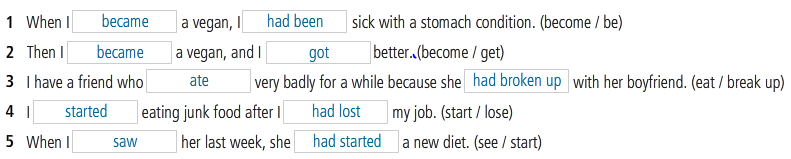 1 When I became a vegan, I had been sick with a stomach condition. (become / be)
2 Then I became a vegan, and I got better. (become / get)
3 I have a friend who ate very badly for a while because she had broken up with her boyfriend. (eat / break up)
4 I started eating junk food after I had lost my job. (start / lose)
5 When I saw her last week, she had started a new diet. (see / start)